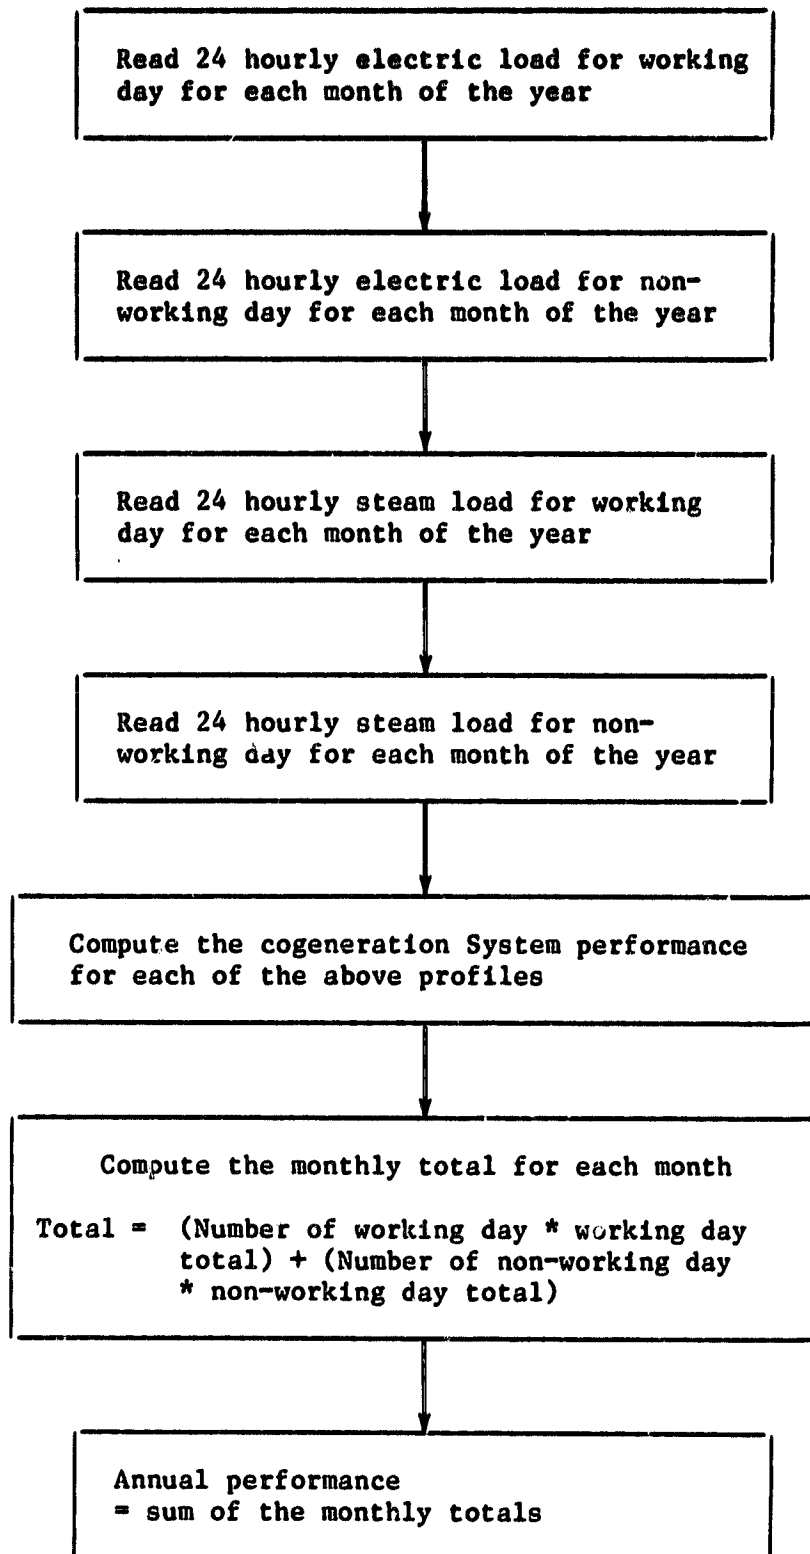 Read 24 hourly electric load for working
day for each month of the year
Read 24 hourly electric load for non-
working day for each month of the year
Read 24 hourly steam load for working
day for each month of the year
Read 24 hourly steam load for non-
working day for each month of the year
Compute the cogeneration System performance
for each of the above profiles
Compute the monthly total for each month
Total = (Number of working day * working day
total) + (Number of non-working day
* non-working day total)
Annual performance
= sum of the monthly totals